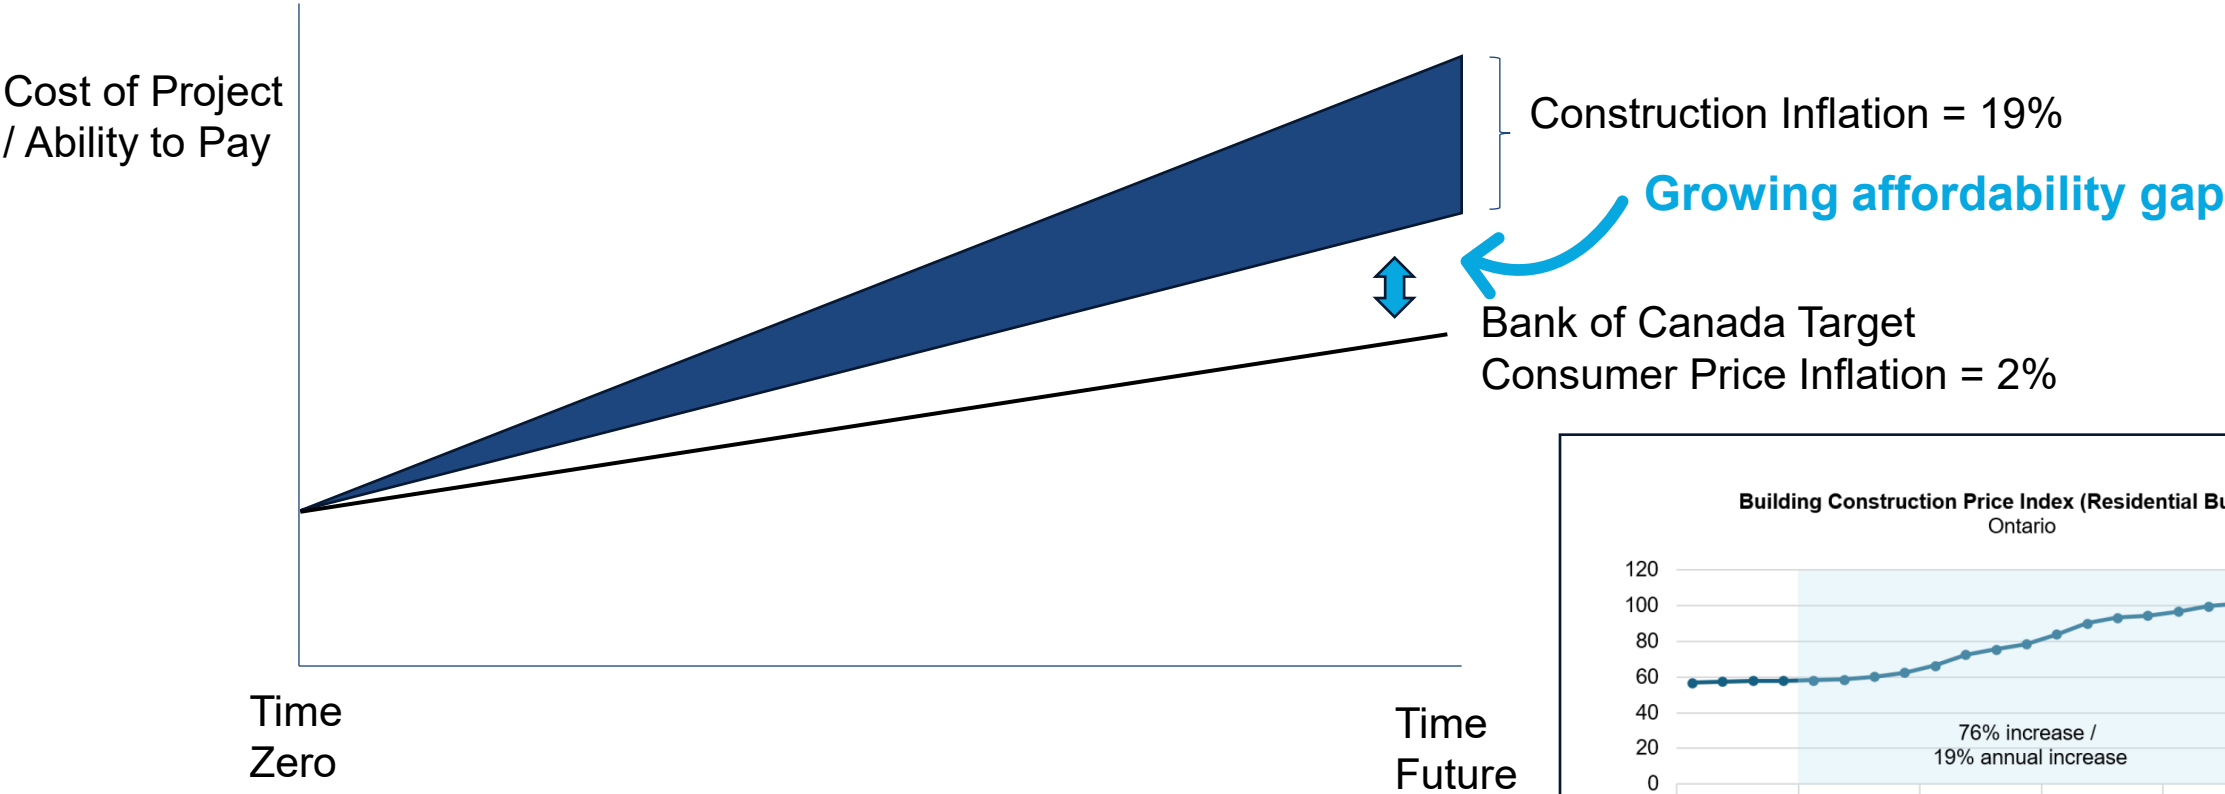 Cost of Project
/ Ability to Pay
Construction Inflation = 19%
Growing affordability gap
Bank of Canada Target
Consumer Price Inflation = 2%
Time
Zero
Time
Future
Building Construction Price Index (Residential
Ontario
120
100
80
60
40
20
0
76% increase /
19% annual increase